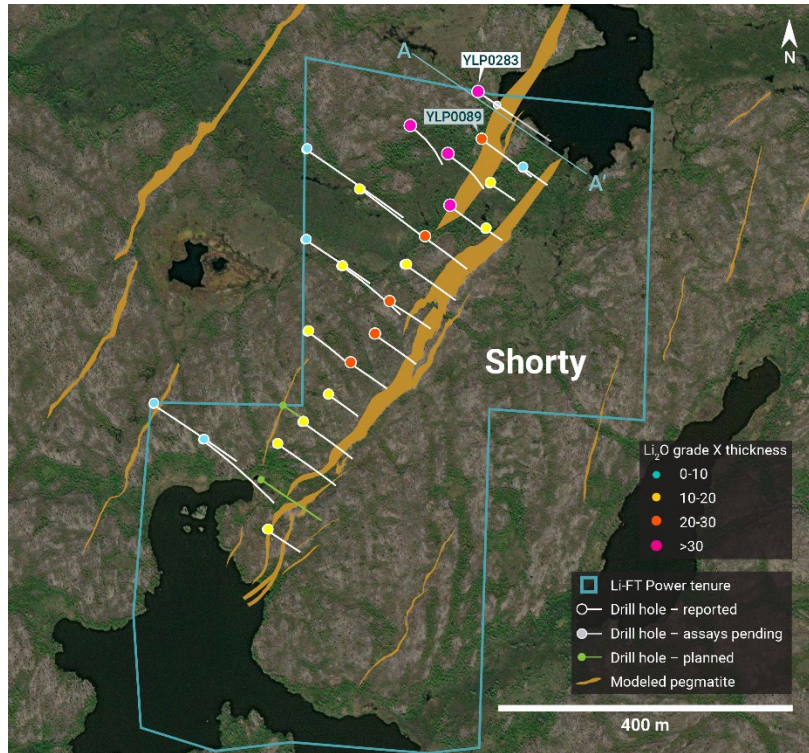 A
N
YLP0283
YLP0089
A'
Shorty
Li₂O grade X thickness
0-10
10-20
20-30
>30
Li-FT Power tenure
Drill hole – reported
Drill hole – assays pending
Drill hole – planned
Modeled pegmatite
400 m